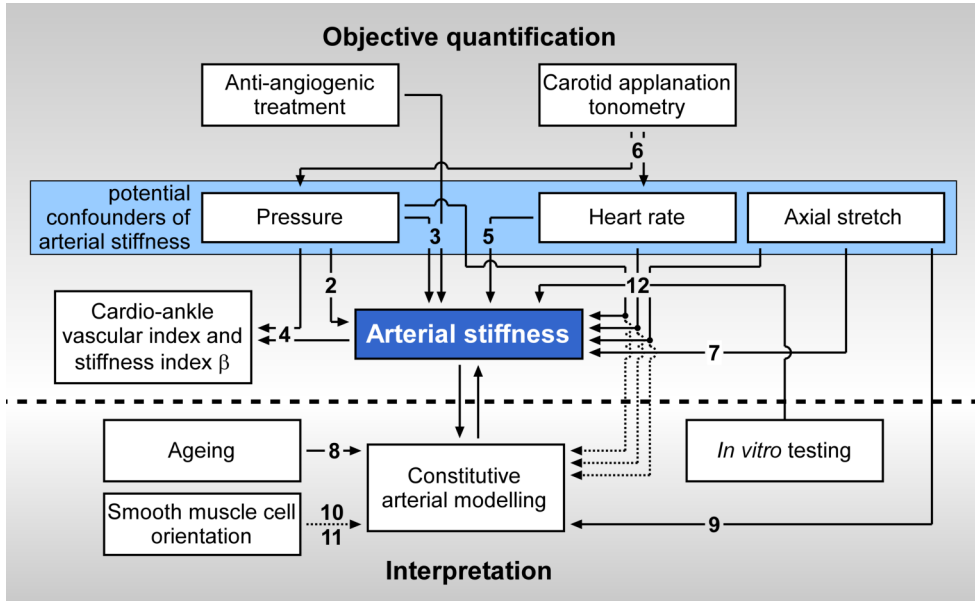 Objective quantification
Anti-angiogenic
treatment
Carotid applanation
tonometry
6
potential
confounders of
arterial stiffness
Pressure
3
5
Heart rate
Axial stretch
2
12
Cardio-ankle
vascular index and
stiffness index β
4
Arterial stiffness
7
Ageing
8
Constitutive
arterial modelling
In vitro testing
Smooth muscle cell
orientation
10
11
9
Interpretation